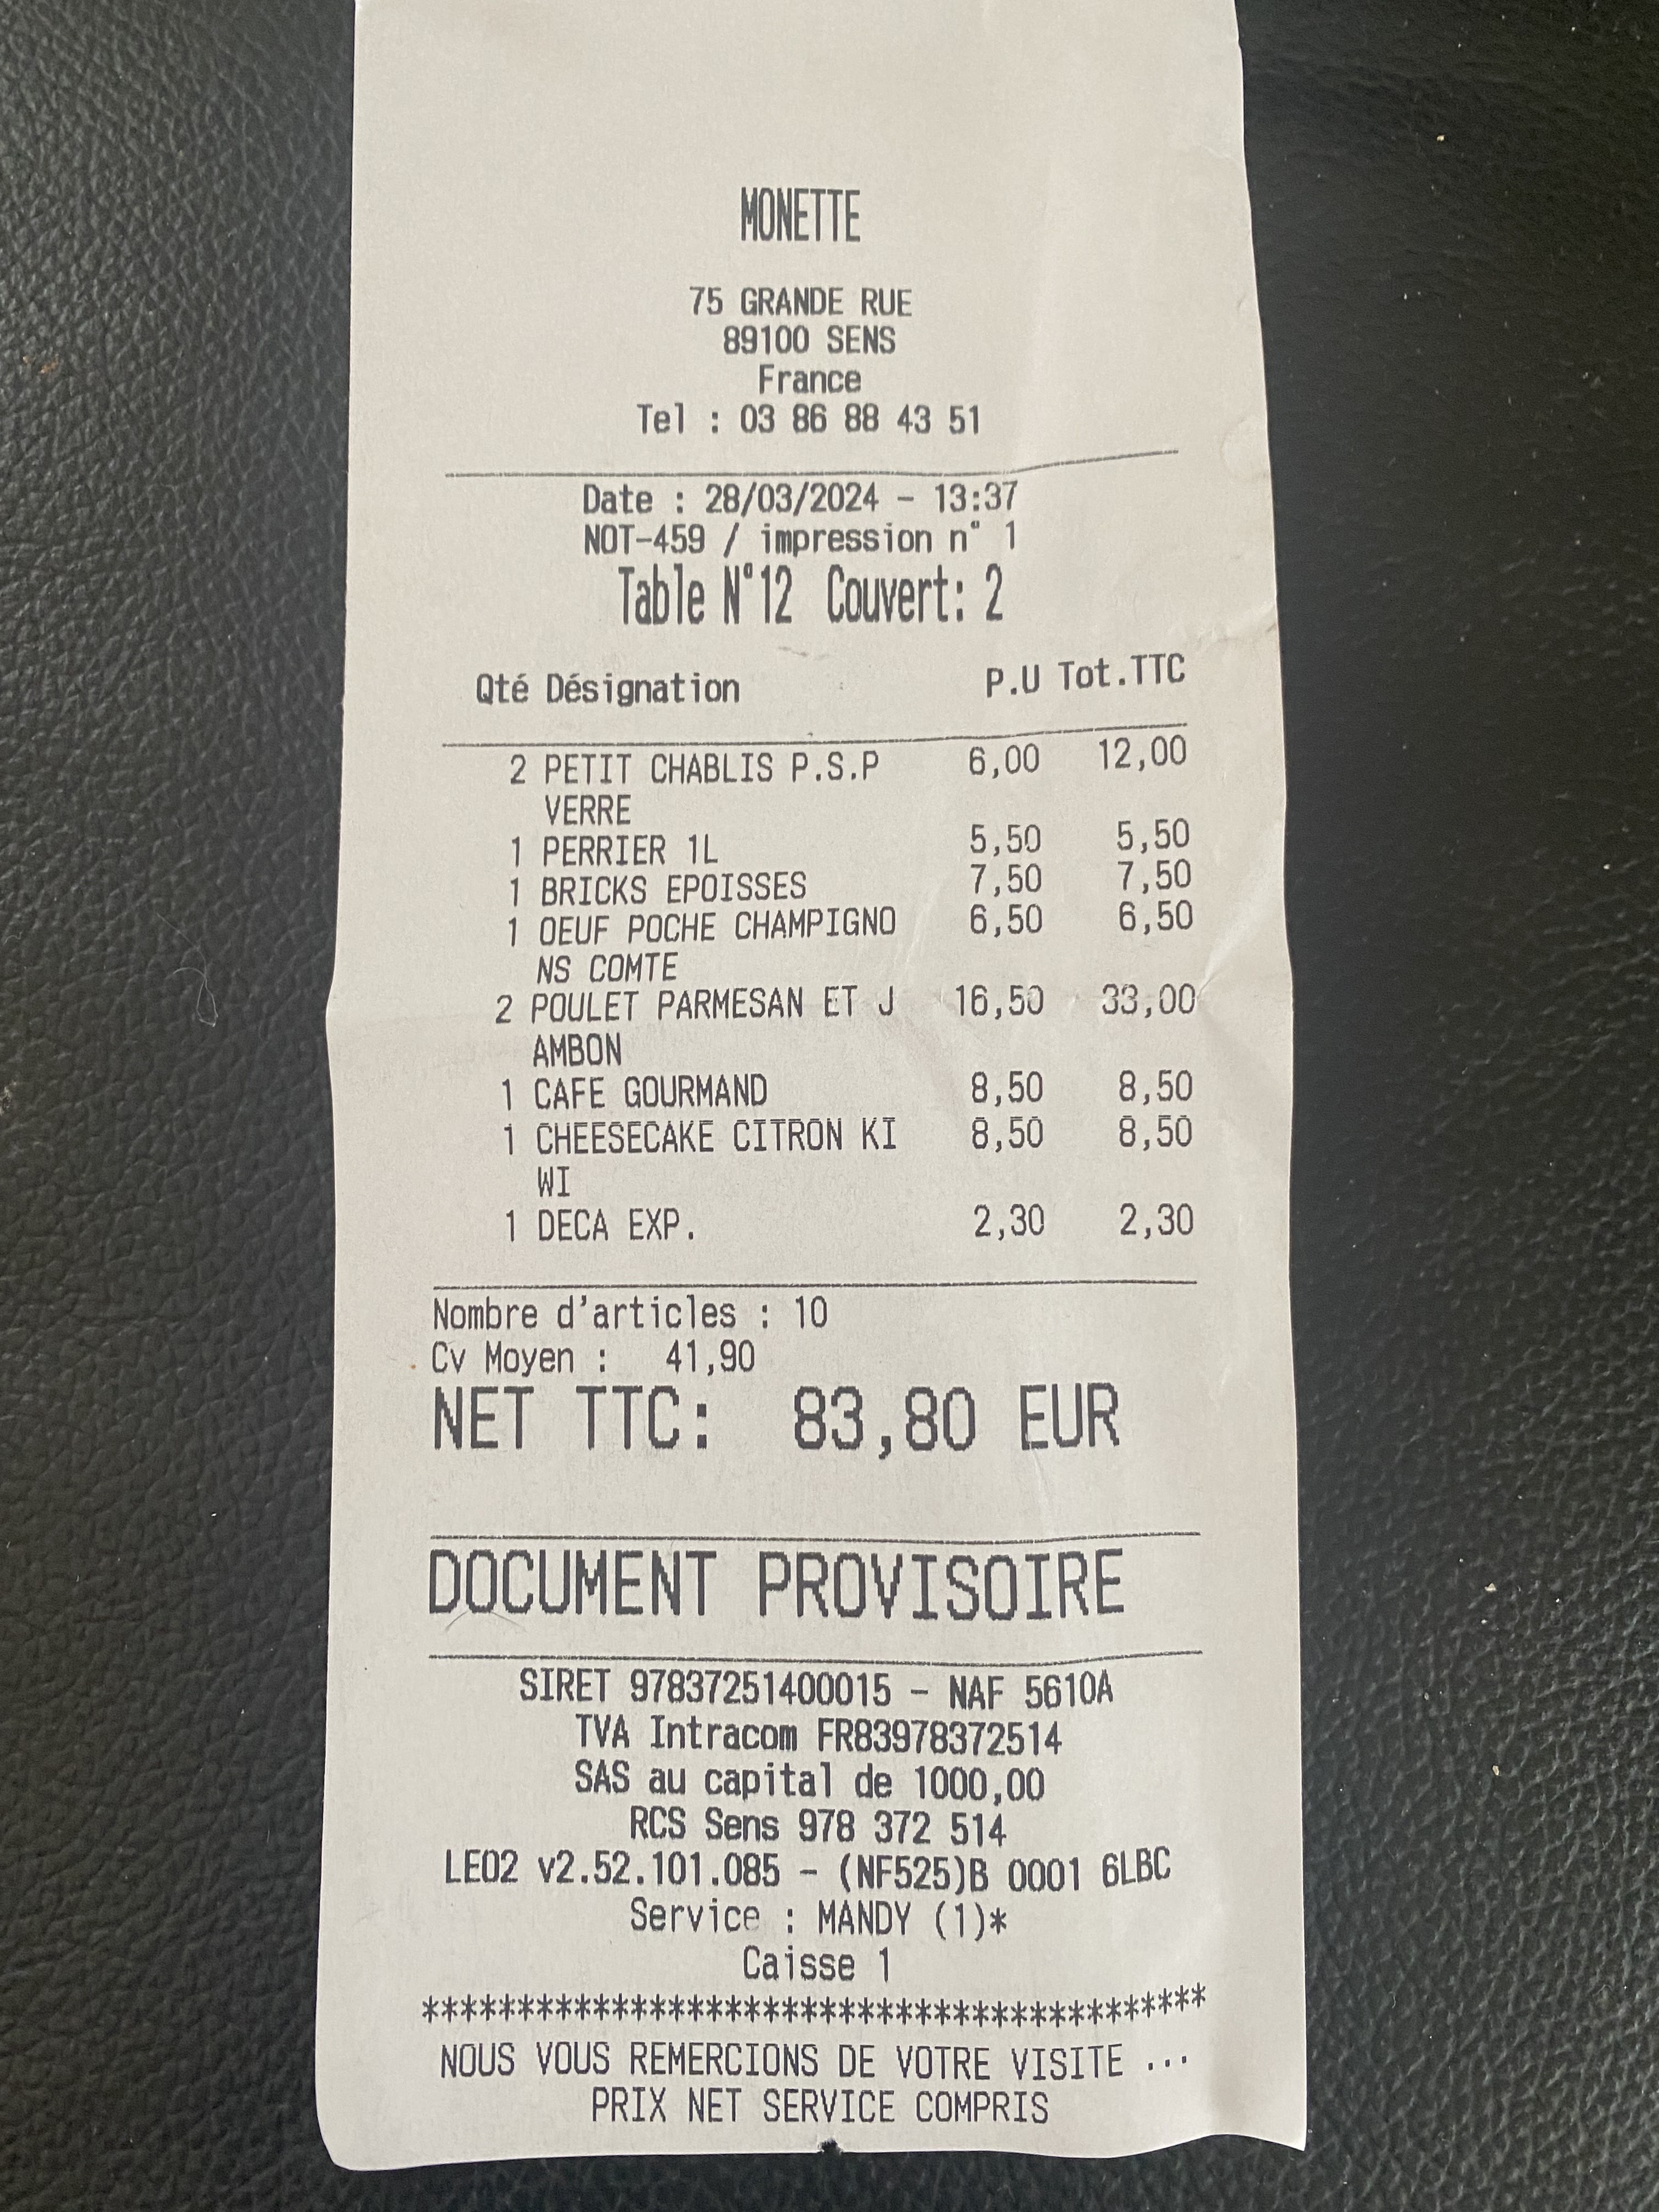 MONETTE
75 GRANDE RUE
89100 SENS
France
Tel : 03 86 88 43 51
Date : 28/03/2024 - 13:37
NOT-459 / impression n° 1
Table N°12 Couvert: 2
Qté Désignation P.U Tot.TTC
2 PETIT CHABLIS P.S.P 6,00 12,00
VERRE
1 PERRIER 1L 5,50 5,50
1 BRICKS EPOISSES 7,50 7,50
1 OEUF POCHE CHAMPIGNO 6,50 6,50
NS COMTE
2 POULET PARMESAN ET J 16,50 33,00
AMBON
1 CAFE GOURMAND 8,50 8,50
1 CHEESECAKE CITRON KI 8,50 8,50
WI
1 DECA EXP. 2,30 2,30
Nombre d'articles : 10
Cv Moyen : 41,90
NET TTC: 83,80 EUR
DOCUMENT PROVISOIRE
SIRET 97837251400015 - NAF 5610A
TVA Intracom FR83978372514
SAS au capital de 1000,00
RCS Sens 978 372 514
LEO2 v2.52.101.085 - (NF525)B 0001 6LBC
Service : MANDY (1)*
Caisse 1
******************************************
NOUS VOUS REMERCIONS DE VOTRE VISITE ...
PRIX NET SERVICE COMPRIS